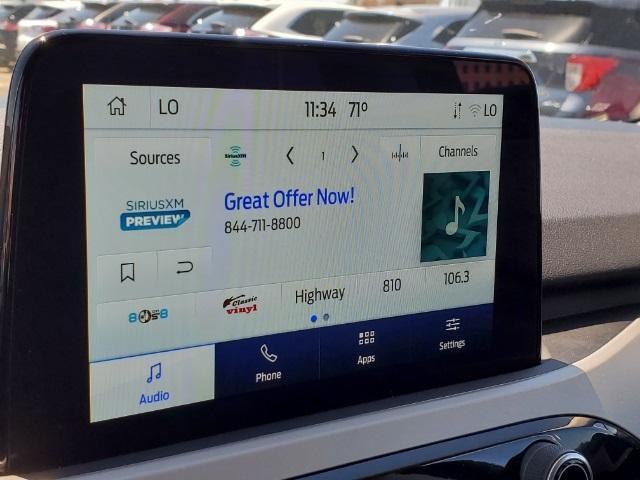 LO 11:34 71° LO
Sources SiriusXM 1 Channels
SIRIUSXM
PREVIEW
Great Offer Now!
844-711-8800
80s8 Classic vinyl Highway 810 106.3
Audio Phone Apps Settings